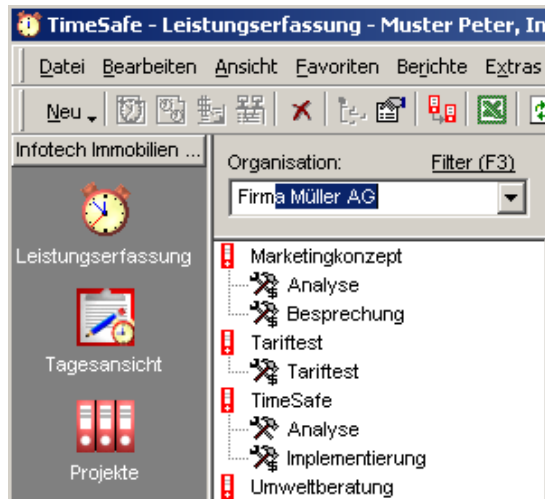 TimeSafe - Leistungserfassung - Muster Peter, In
Datei Bearbeiten Ansicht Favoriten Berichte Extras
Neu
Infotech Immobilien ...
Organisation: Filter (F3)
Firma Müller AG
Leistungserfassung
Tagesansicht
Projekte
Marketingkonzept
Analyse
Besprechung
Tariftest
Tariftest
TimeSafe
Analyse
Implementierung
Umweltberatung